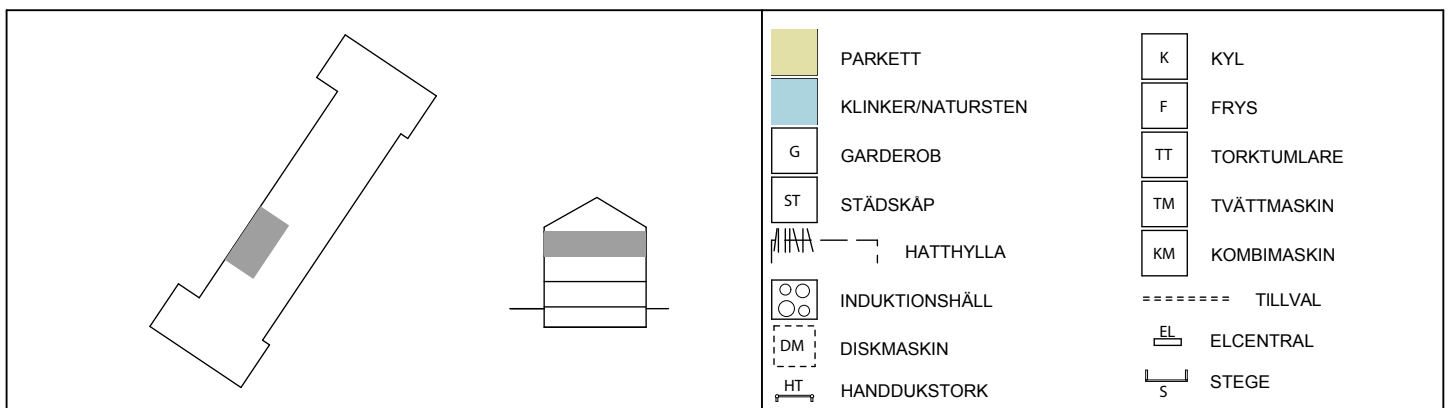 PARKETT
KLINKER/NATURSTEN
G GARDEROB
ST STÄDSKÅP
HATTHYLLA
INDUKTIONSHÄLL
DM DISKMASKIN
HT HANDDUKSTORK
K KYL
F FRYS
TT TORKTUMLARE
TM TVÄTTMASKIN
KM KOMBIMASKIN
TILLVAL
EL ELCENTRAL
S STEGE